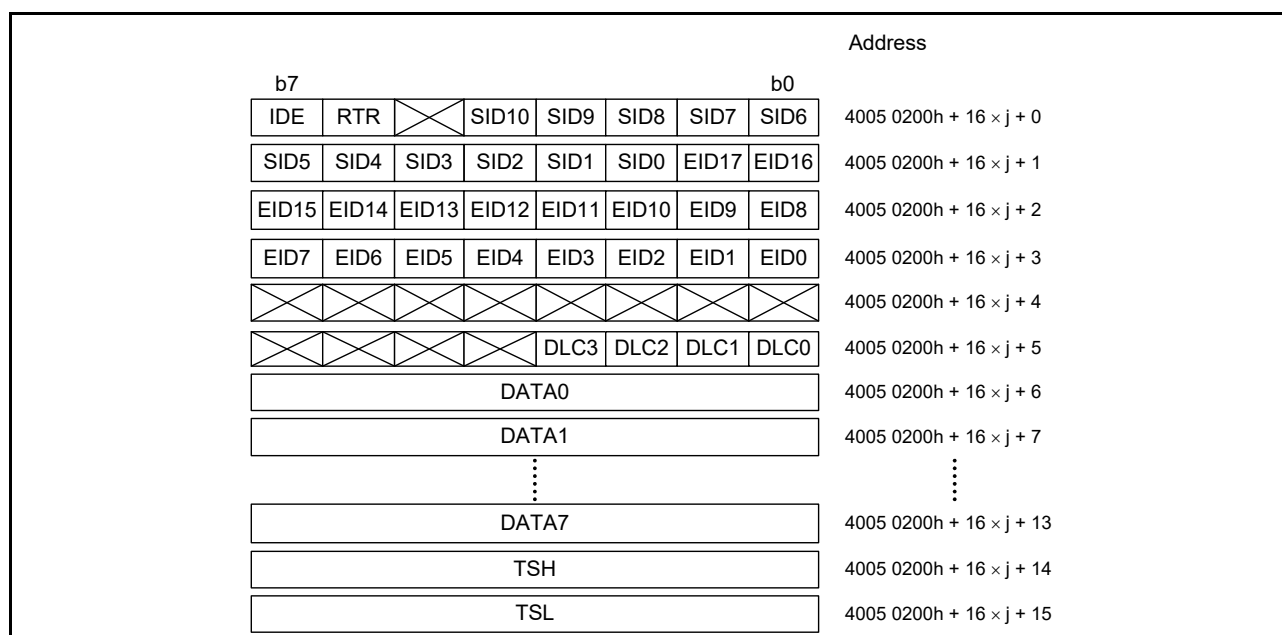 Address
b7 b0
IDE RTR SID10 SID9 SID8 SID7 SID6 4005 0200h + 16 × j + 0
SID5 SID4 SID3 SID2 SID1 SID0 EID17 EID16 4005 0200h + 16 × j + 1
EID15 EID14 EID13 EID12 EID11 EID10 EID9 EID8 4005 0200h + 16 × j + 2
EID7 EID6 EID5 EID4 EID3 EID2 EID1 EID0 4005 0200h + 16 × j + 3
4005 0200h + 16 × j + 4
DLC3 DLC2 DLC1 DLC0 4005 0200h + 16 × j + 5
DATA0 4005 0200h + 16 × j + 6
DATA1 4005 0200h + 16 × j + 7
DATA7 4005 0200h + 16 × j + 13
TSH 4005 0200h + 16 × j + 14
TSL 4005 0200h + 16 × j + 15